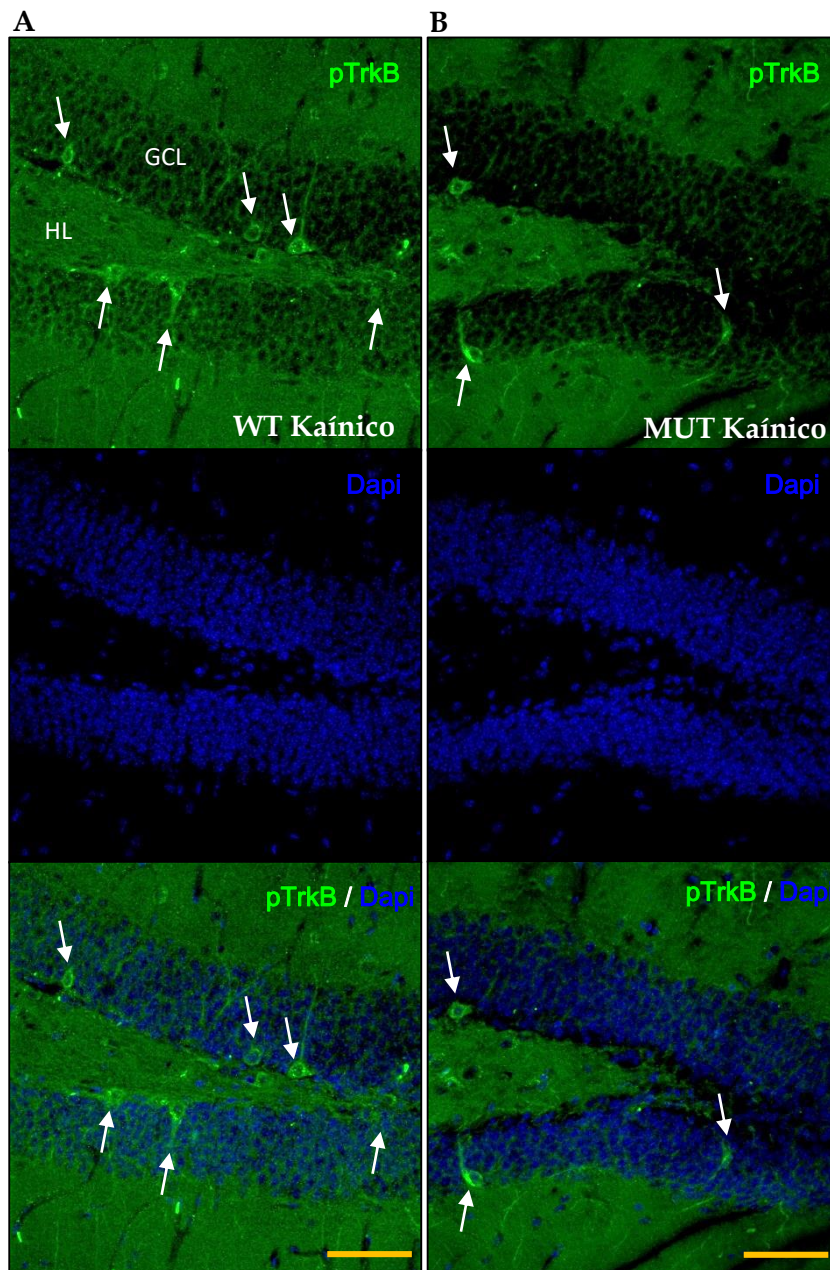 A
B
pTrkB
pTrkB
GCL
HL
WT Kaínico
MUT Kaínico
Dapi
Dapi
pTrkB / Dapi
pTrkB / Dap